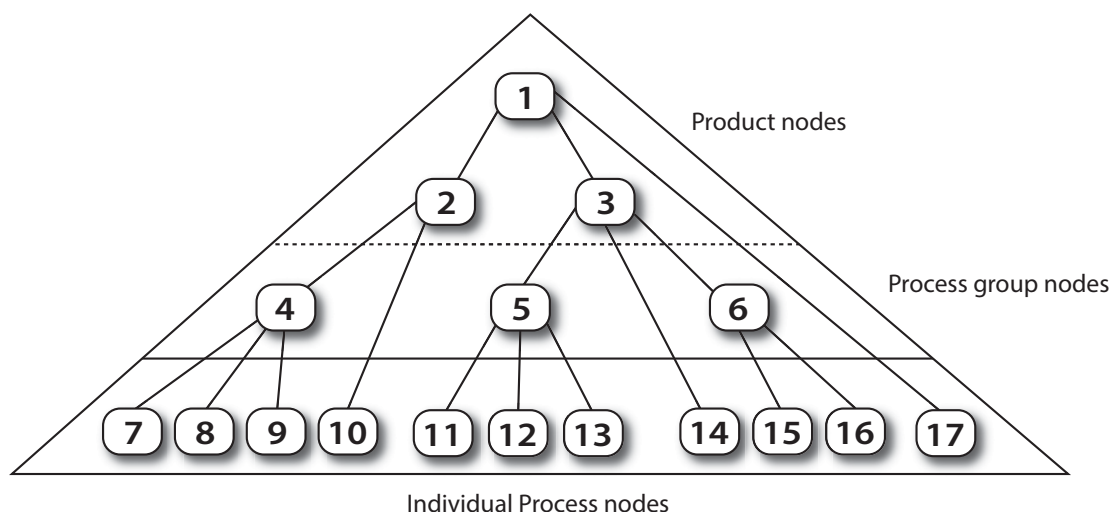 1
Product nodes
2 3
Process group nodes
4 5 6
7 8 9 10 11 12 13 14 15 16 17
Individual Process nodes